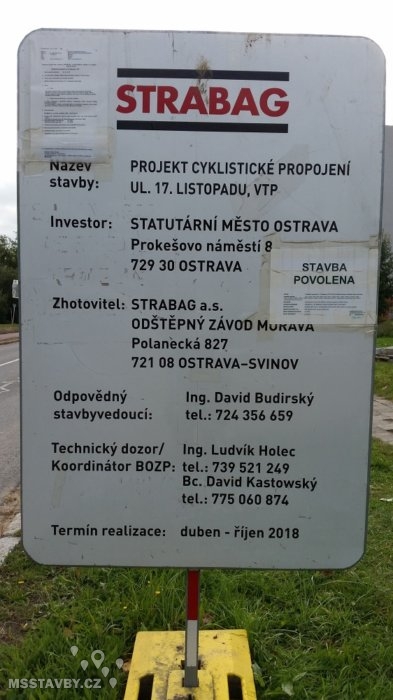 STRABAG
Název
stavby:
PROJEKT CYKLISTICKÉ PROPOJENÍ
UL. 17. LISTOPADU, VTP
Investor: STATUTÁRNÍ MĚSTO OSTRAVA
Prokešovo náměstí 8
729 30 OSTRAVA
STAVBA
POVOLENA
Zhotovitel: STRABAG a.s.
ODŠTĚPNÝ ZÁVOD MORAVA
Polanecká 827
721 08 OSTRAVA–SVINOV
Odpovědný Ing. David Budirský
stavbyvedoucí: tel.: 724 356 659
Technický dozor/ Ing. Ludvík Holec
Koordinátor BOZP: tel.: 739 521 249
Bc. David Kastowský
tel.: 775 060 874
Termín realizace: duben - říjen 2018
MSSTAVBY.CZ